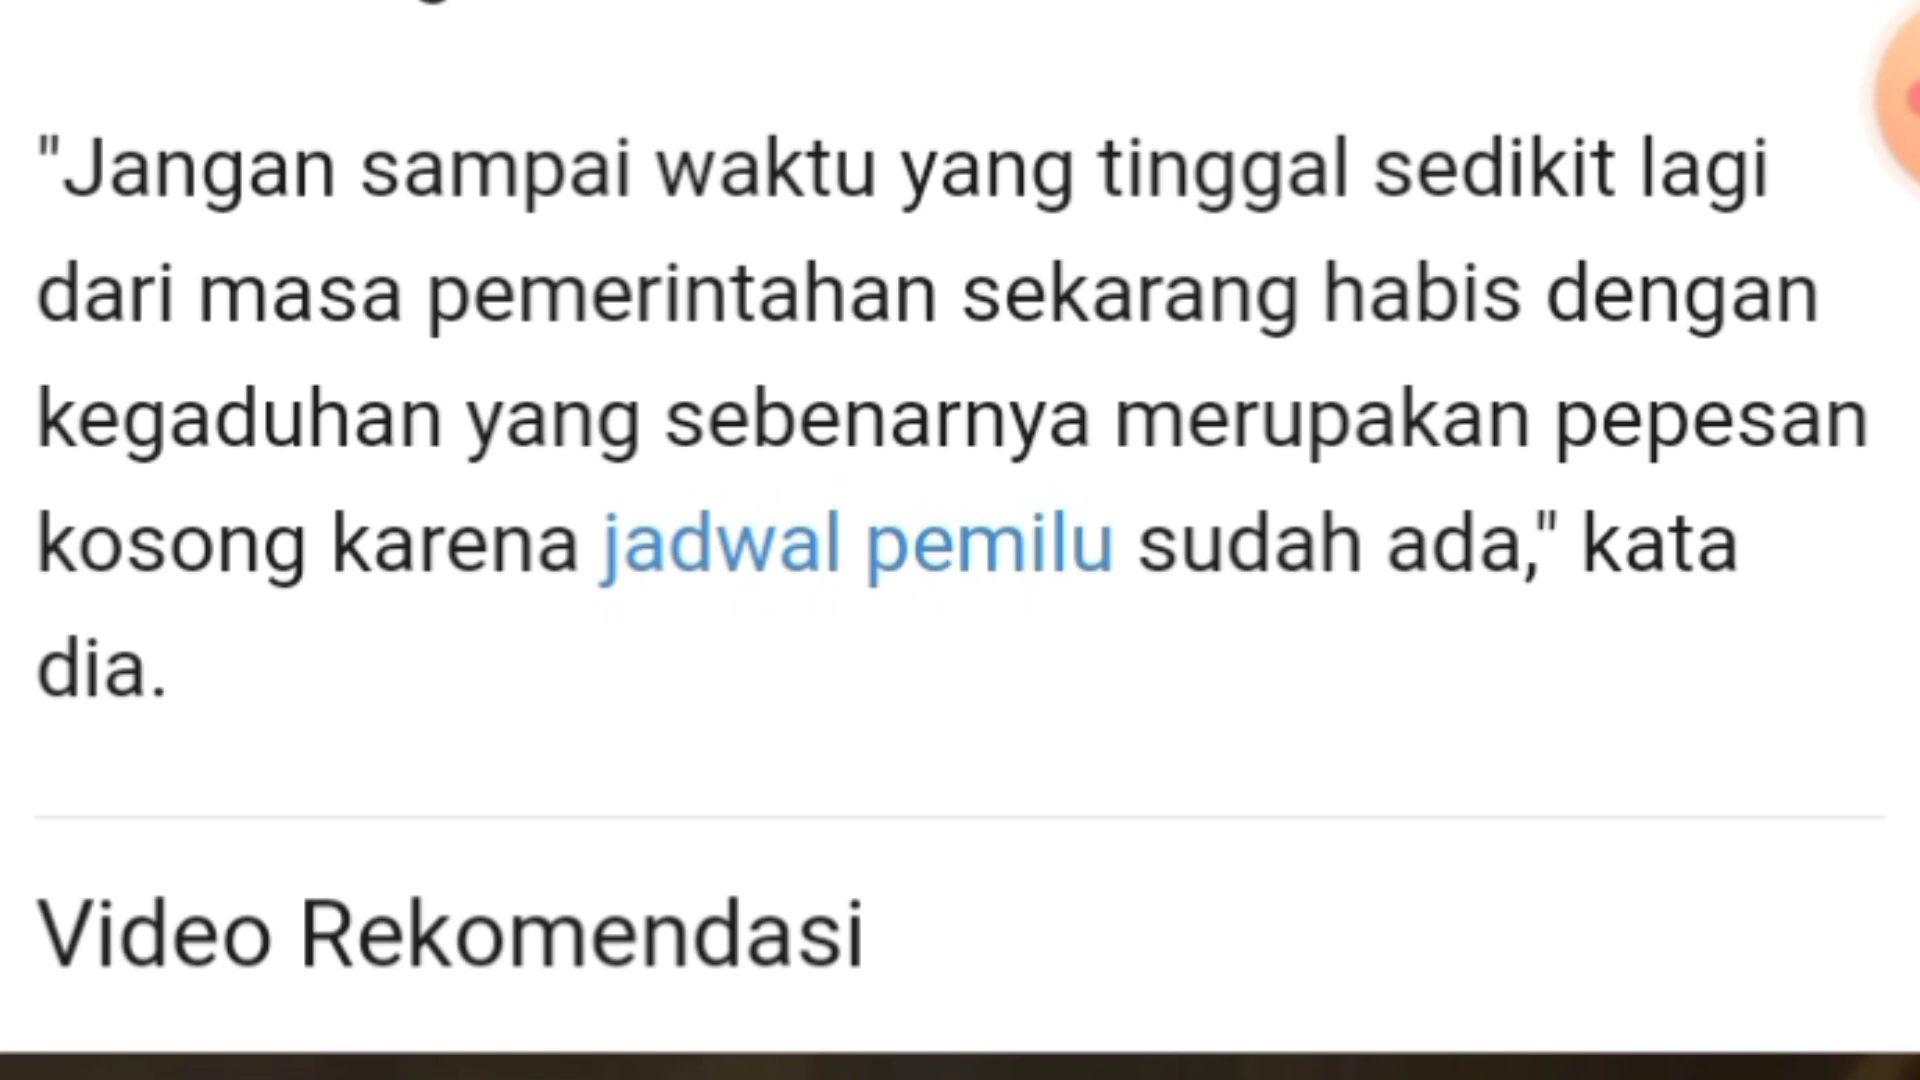 "Jangan sampai waktu yang tinggal sedikit lagi
dari masa pemerintahan sekarang habis dengan
kegaduhan yang sebenarnya merupakan pepesan
kosong karena jadwal pemilu sudah ada," kata
dia.
Video Rekomendasi